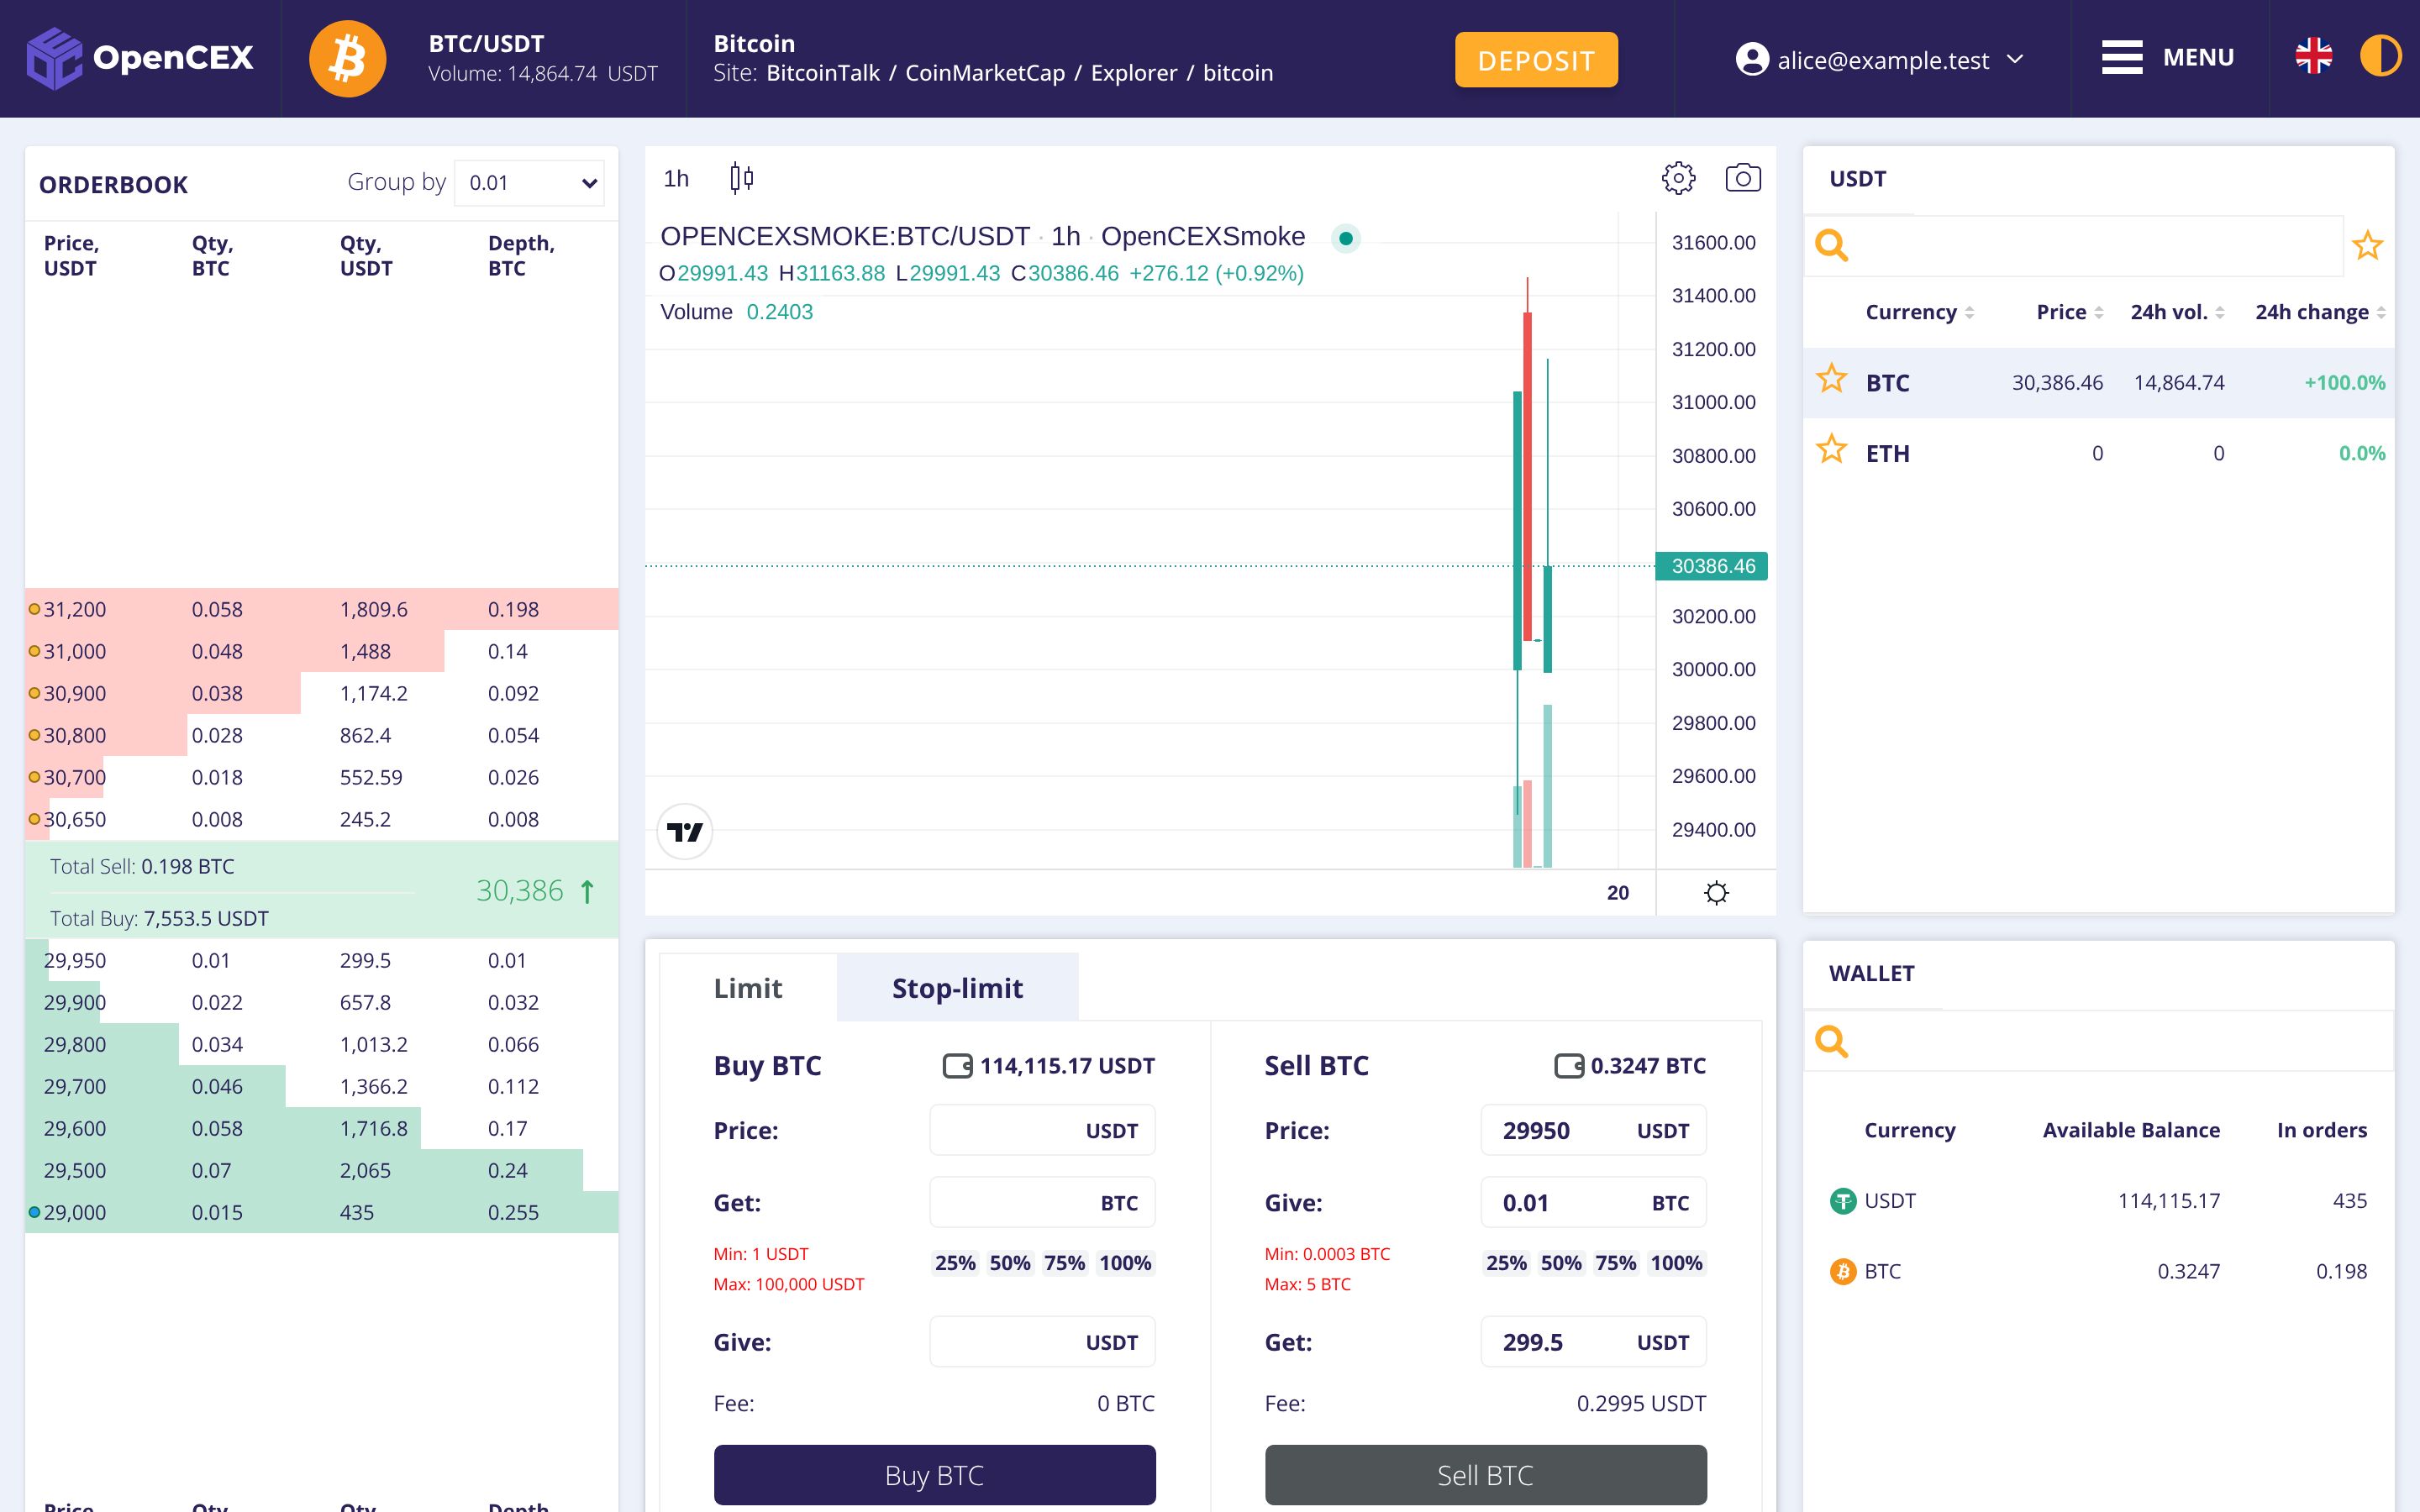 OpenCEX
BTC/USDT
Volume: 14,864.74 USDT
Bitcoin
Site: BitcoinTalk / CoinMarketCap / Explorer / bitcoin
DEPOSIT
alice@example.test
MENU
ORDERBOOK
Group by 0.01
Price, USDT Qty, BTC Qty, USDT Depth, BTC
31,200 0.058 1,809.6 0.198
31,000 0.048 1,488 0.14
30,900 0.038 1,174.2 0.092
30,800 0.028 862.4 0.054
30,700 0.018 552.59 0.026
30,650 0.008 245.2 0.008
Total Sell: 0.198 BTC
30,386 ↑
Total Buy: 7,553.5 USDT
29,950 0.01 299.5 0.01
29,900 0.022 657.8 0.032
29,800 0.034 1,013.2 0.066
29,700 0.046 1,366.2 0.112
29,600 0.058 1,716.8 0.17
29,500 0.07 2,065 0.24
29,000 0.015 435 0.255
Price, Qty, Qty, Depth,
1h
OPENCEXSMOKE:BTC/USDT · 1h · OpenCEXSmoke
O29991.43 H31163.88 L29991.43 C30386.46 +276.12 (+0.92%)
Volume 0.2403
31600.00
31400.00
31200.00
31000.00
30800.00
30600.00
30386.46
30200.00
30000.00
29800.00
29600.00
29400.00
20
Limit Stop-limit
Buy BTC 114,115.17 USDT
Price: USDT
Get: BTC
Min: 1 USDT
Max: 100,000 USDT
25% 50% 75% 100%
Give: USDT
Fee: 0 BTC
Buy BTC
Sell BTC 0.3247 BTC
Price: 29950 USDT
Give: 0.01 BTC
Min: 0.0003 BTC
Max: 5 BTC
25% 50% 75% 100%
Get: 299.5 USDT
Fee: 0.2995 USDT
Sell BTC
USDT
Currency Price 24h vol. 24h change
BTC 30,386.46 14,864.74 +100.0%
ETH 0 0 0.0%
WALLET
Currency Available Balance In orders
USDT 114,115.17 435
BTC 0.3247 0.198